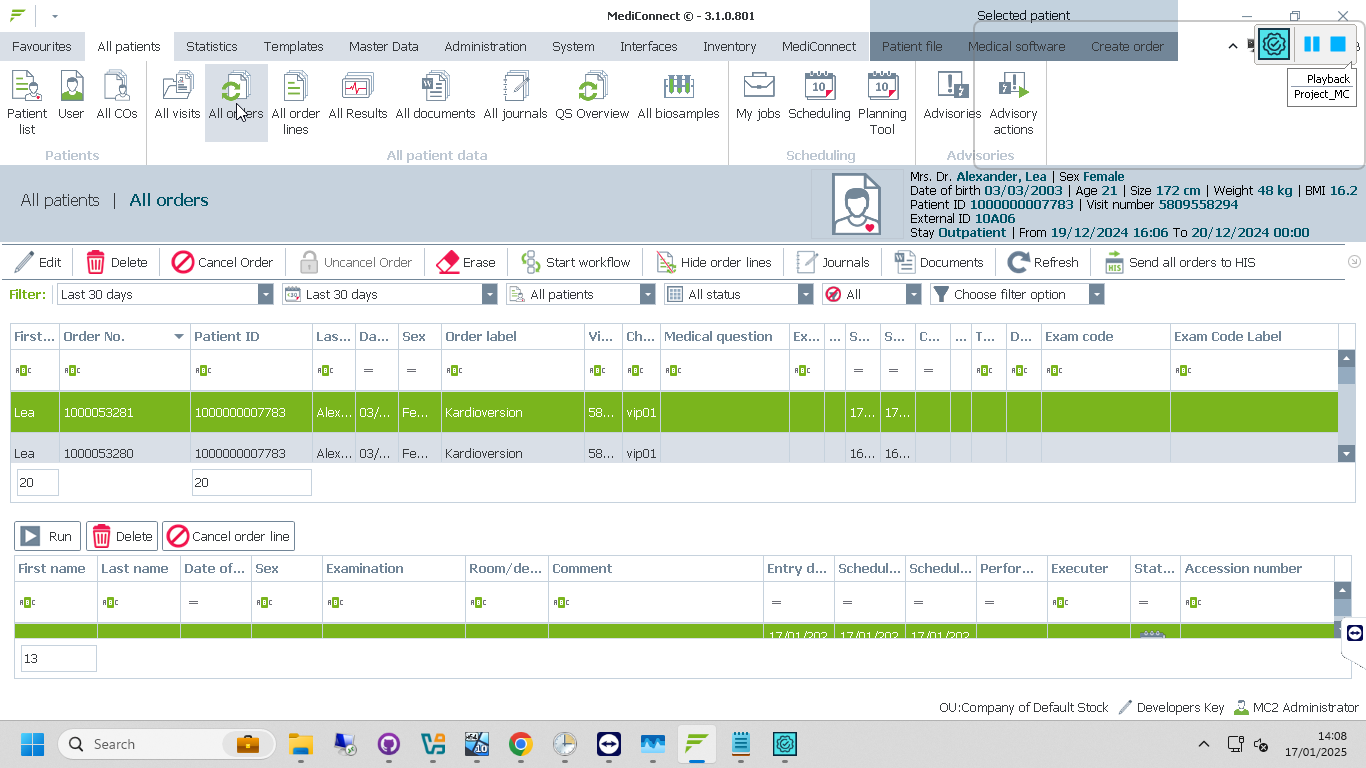 MediConnect © - 3.1.0.801
Selected patient
Favourites All patients Statistics Templates Master Data Administration System Interfaces Inventory MediConnect Patient file Medical software Create order
Playback
Project_MC
Patient list User All COs All visits All orders All order lines All Results All documents All journals QS Overview All biosamples My jobs Scheduling Planning Tool Advisories Advisory actions
Patients All patient data Scheduling Advisories
All patients | All orders
Mrs. Dr. Alexander, Lea | Sex Female
Date of birth 03/03/2003 | Age 21 | Size 172 cm | Weight 48 kg | BMI 16.2
Patient ID 1000000007783 | Visit number 5809558294
External ID 10A06
Stay Outpatient | From 19/12/2024 16:06 To 20/12/2024 00:00
Edit Delete Cancel Order Uncancel Order Erase Start workflow Hide order lines Journals Documents Refresh Send all orders to HIS
Filter: Last 30 days Last 30 days All patients All status All Choose filter option
First... Order No. Patient ID Las... Da... Sex Order label Vi... Ch... Medical question Ex... ... S... S... C... ... T... D... Exam code Exam Code Label
Lea 1000053281 1000000007783 Alex... 03/... Fe... Kardioversion 58... vip01 17... 17...
Lea 1000053280 1000000007783 Alex... 03/... Fe... Kardioversion 58... vip01 16... 16...
20 20
Run Delete Cancel order line
First name Last name Date of... Sex Examination Room/de... Comment Entry d... Schedul... Schedul... Perfor... Executer Stat... Accession number
17/01/202 17/01/202 17/01/202
13
OU:Company of Default Stock Developers Key MC2 Administrator
Search
14:08
17/01/2025